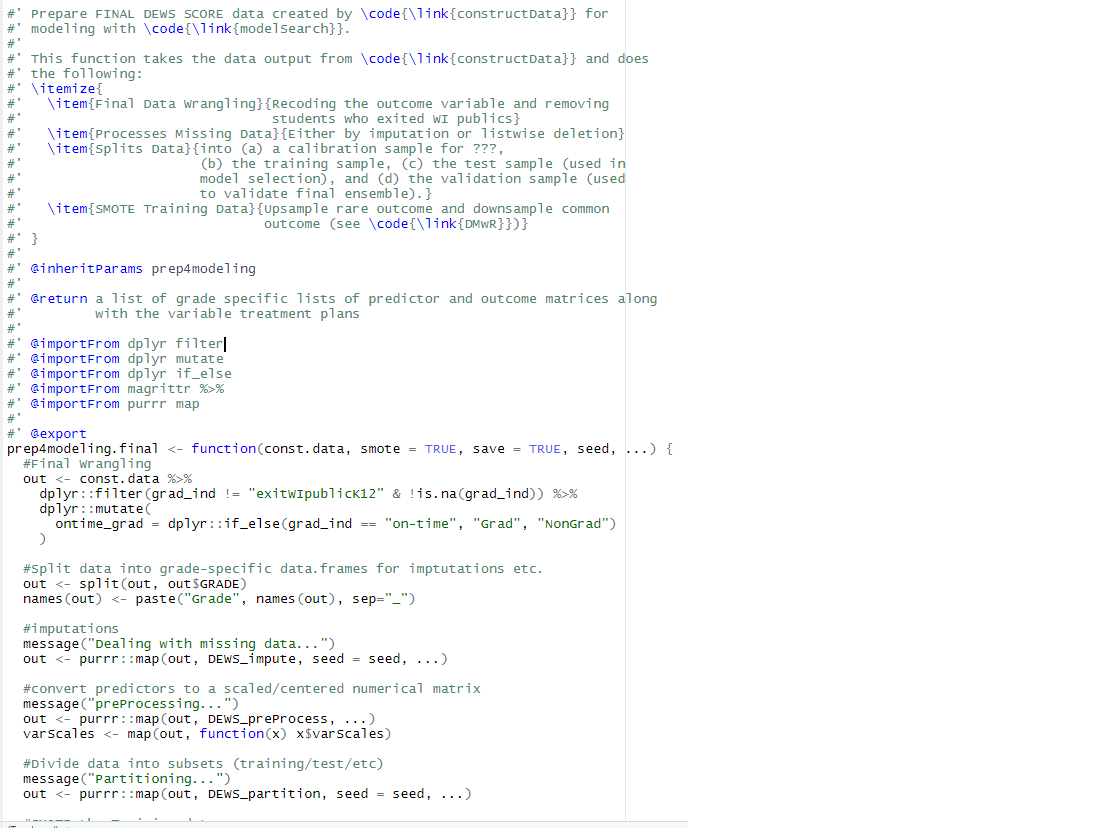 #' Prepare FINAL DEWS SCORE data created by \code{\link{constructData}} for
#' modeling with \code{\link{modelSearch}}.
#'
#' This function takes the data output from \code{\link{constructData}} and does
#' the following:
#' \itemize{
#'   \item{Final Data Wrangling}{Recoding the outcome variable and removing
#'                               students who exited WI publics}
#'   \item{Processes Missing Data}{Either by imputation or listwise deletion}
#'   \item{Splits Data}{into (a) a calibration sample for ???,
#'                      (b) the training sample, (c) the test sample (used in
#'                      model selection), and (d) the validation sample (used
#'                      to validate final ensemble).}
#'   \item{SMOTE Training Data}{Upsample rare outcome and downsample common
#'                              outcome (see \code{\link{DMwR}})}
#' }
#'
#' @inheritParams prep4modeling
#'
#' @return a list of grade specific lists of predictor and outcome matrices along
#'         with the variable treatment plans
#'
#' @importFrom dplyr filter
#' @importFrom dplyr mutate
#' @importFrom dplyr if_else
#' @importFrom magrittr %>%
#' @importFrom purrr map
#'
#' @export
prep4modeling.final <- function(const.data, smote = TRUE, save = TRUE, seed, ...) {
  #Final Wrangling
  out <- const.data %>%
    dplyr::filter(grad_ind != "exitWIpublicK12" & !is.na(grad_ind)) %>%
    dplyr::mutate(
      ontime_grad = dplyr::if_else(grad_ind == "on-time", "Grad", "NonGrad")
    )

  #Split data into grade-specific data.frames for imptutations etc.
  out <- split(out, out$GRADE)
  names(out) <- paste("Grade", names(out), sep="_")

  #imputations
  message("Dealing with missing data...")
  out <- purrr::map(out, DEWS_impute, seed = seed, ...)

  #convert predictors to a scaled/centered numerical matrix
  message("preProcessing...")
  out <- purrr::map(out, DEWS_preProcess, ...)
  varScales <- map(out, function(x) x$varScales)

  #Divide data into subsets (training/test/etc)
  message("Partitioning...")
  out <- purrr::map(out, DEWS_partition, seed = seed, ...)